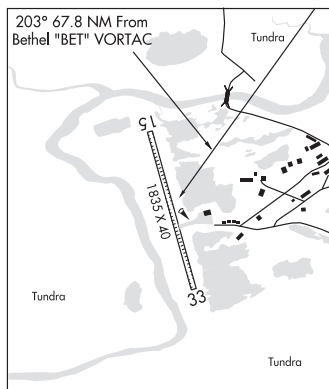 203° 67.8 NM From
Bethel "BET" VORTAC
Tundra
15
1835 X 40
33
Tundra
Tundra